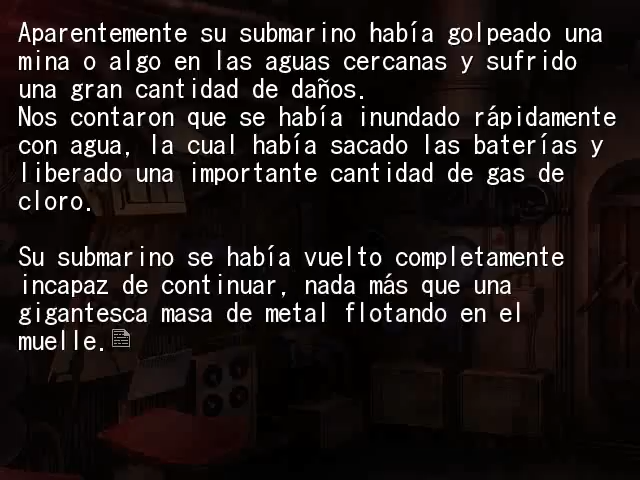 Aparentemente su submarino había golpeado una
mina o algo en las aguas cercanas y sufrido
una gran cantidad de daños.
Nos contaron que se había inundado rápidamente
con agua, la cual había sacado las baterías y
liberado una importante cantidad de gas de
cloro.
Su submarino se había vuelto completamente
incapaz de continuar, nada más que una
gigantesca masa de metal flotando en el
muelle.